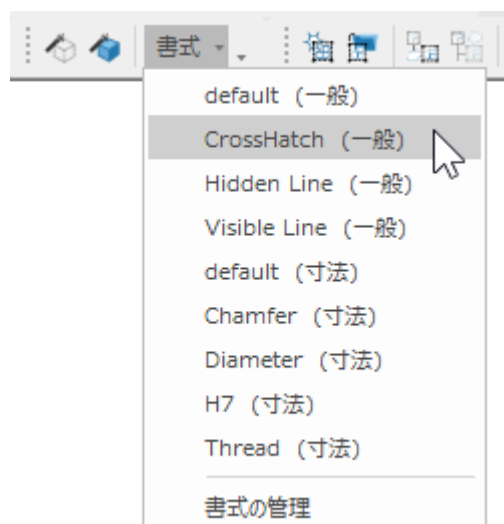 書式
default (一般)
CrossHatch (一般)
Hidden Line (一般)
Visible Line (一般)
default (寸法)
Chamfer (寸法)
Diameter (寸法)
H7 (寸法)
Thread (寸法)
書式の管理